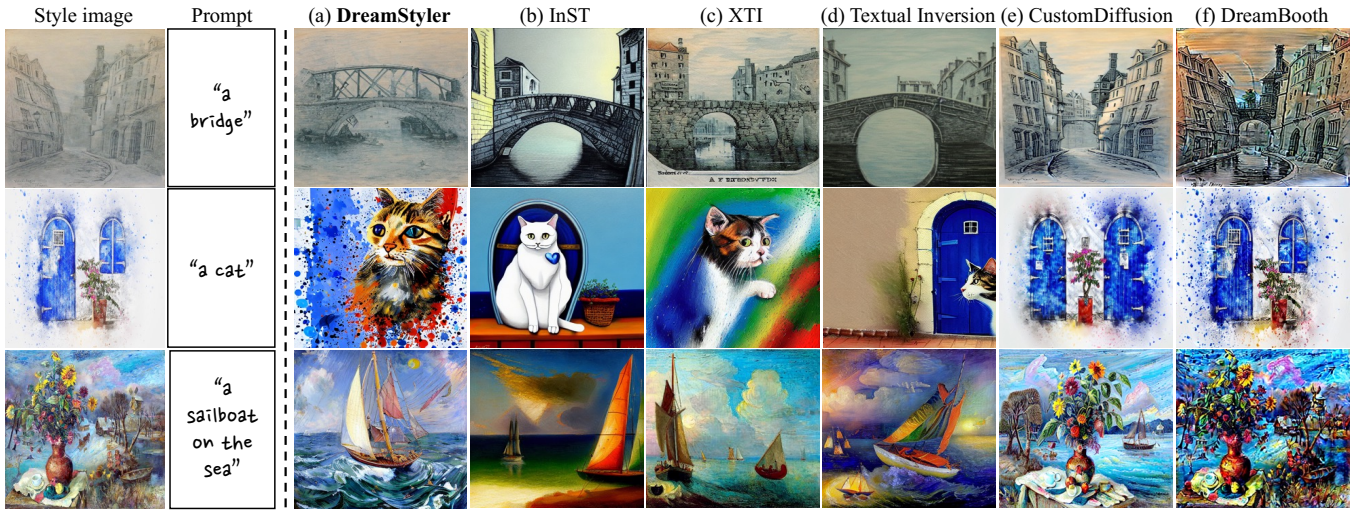 Style image
Prompt
(a) DreamStyler
(b) InST
(c) XTI
(d) Textual Inversion
(e) CustomDiffusion
(f) DreamBooth
“a
bridge”
“a cat”
“a
sailboat
on the
sea”